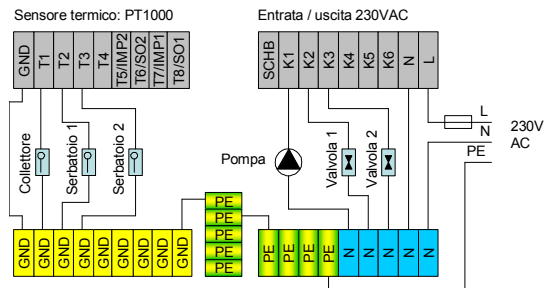 Sensore termico: PT1000
Entrata / uscita 230VAC
GND
T1
T2
T3
T4
T5/IMP2
T6/SO2
T7/IMP1
T8/SO1
SCHB
K1
K2
K3
K4
K5
K6
N
L
L
N
PE
230V
AC
Collettore
Serbatoio 1
Serbatoio 2
Pompa
Valvola 1
Valvola 2
PE
PE
PE
PE
PE
GND
GND
GND
GND
GND
GND
GND
GND
PE
PE
PE
PE
N
N
N
N
N